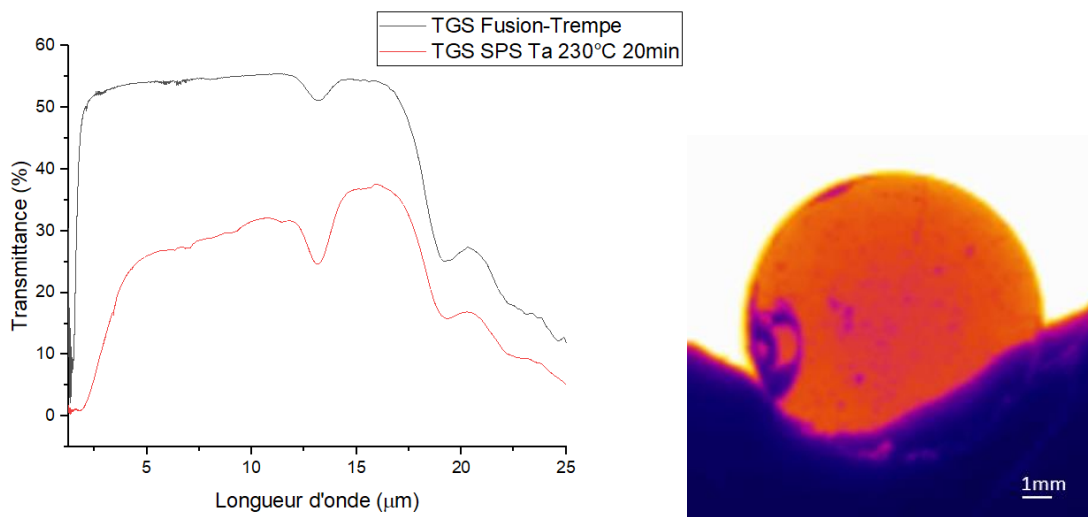 TGS Fusion-Trempe
TGS SPS Ta 230°C 20min
60
50
40
30
20
10
0
Transmittance (%)
5
10
15
20
25
Longueur d'onde (μm)
1mm